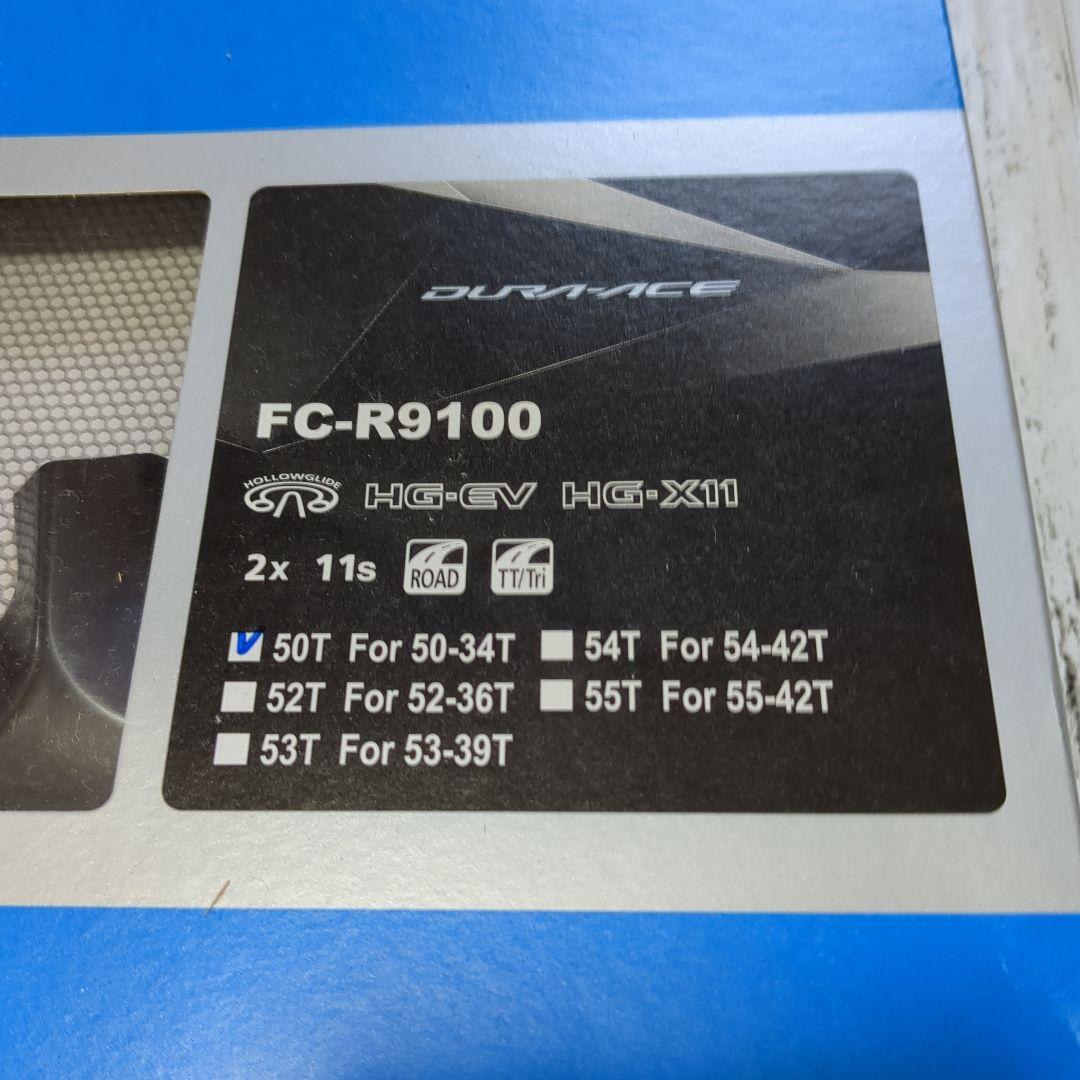 DURA-ACE
FC-R9100
HOLLOWGLIDE HG-EV HG-X11
2x 11s ROAD TT/Tri
50T For 50-34T 54T For 54-42T
52T For 52-36T 55T For 55-42T
53T For 53-39T